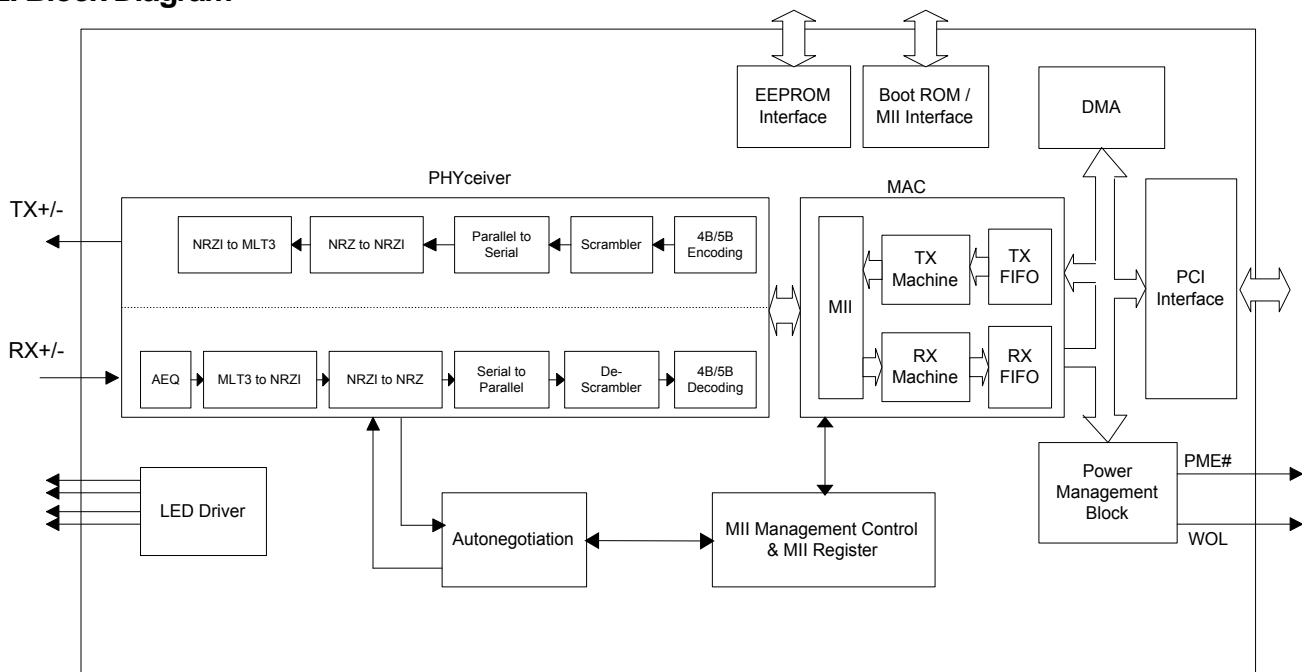 Block Diagram
EEPROM
Interface
Boot ROM /
MII Interface
DMA
PHYceiver
MAC
TX+/-
NRZI to MLT3
NRZ to NRZI
Parallel to
Serial
Scrambler
4B/5B
Encoding
MII
TX
Machine
TX
FIFO
PCI
Interface
RX+/-
AEQ
MLT3 to NRZI
NRZI to NRZ
Serial to
Parallel
De-
Scrambler
4B/5B
Decoding
RX
Machine
RX
FIFO
LED Driver
Autonegotiation
MII Management Control
& MII Register
Power
Management
Block
PME#
WOL